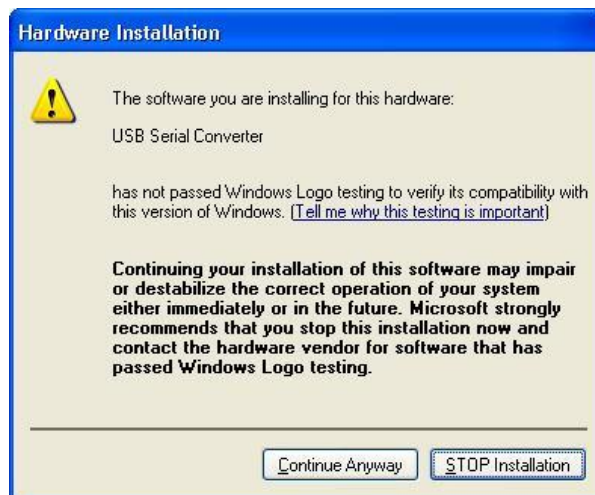 Hardware Installation
The software you are installing for this hardware:
USB Serial Converter
has not passed Windows Logo testing to verify its compatibility with
this version of Windows. (Tell me why this testing is important)
Continuing your installation of this software may impair
or destabilize the correct operation of your system
either immediately or in the future. Microsoft strongly
recommends that you stop this installation now and
contact the hardware vendor for software that has
passed Windows Logo testing.
Continue Anyway STOP Installation